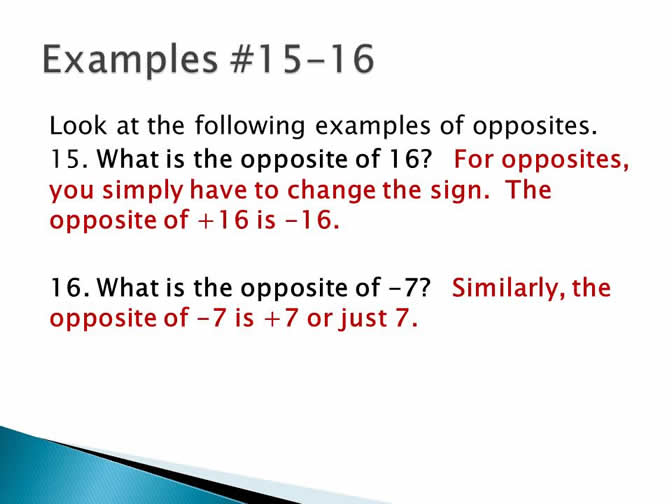 Examples #15-16
Look at the following examples of opposites.
15. What is the opposite of 16? For opposites,
you simply have to change the sign. The
opposite of +16 is -16.
16. What is the opposite of -7? Similarly, the
opposite of -7 is +7 or just 7.